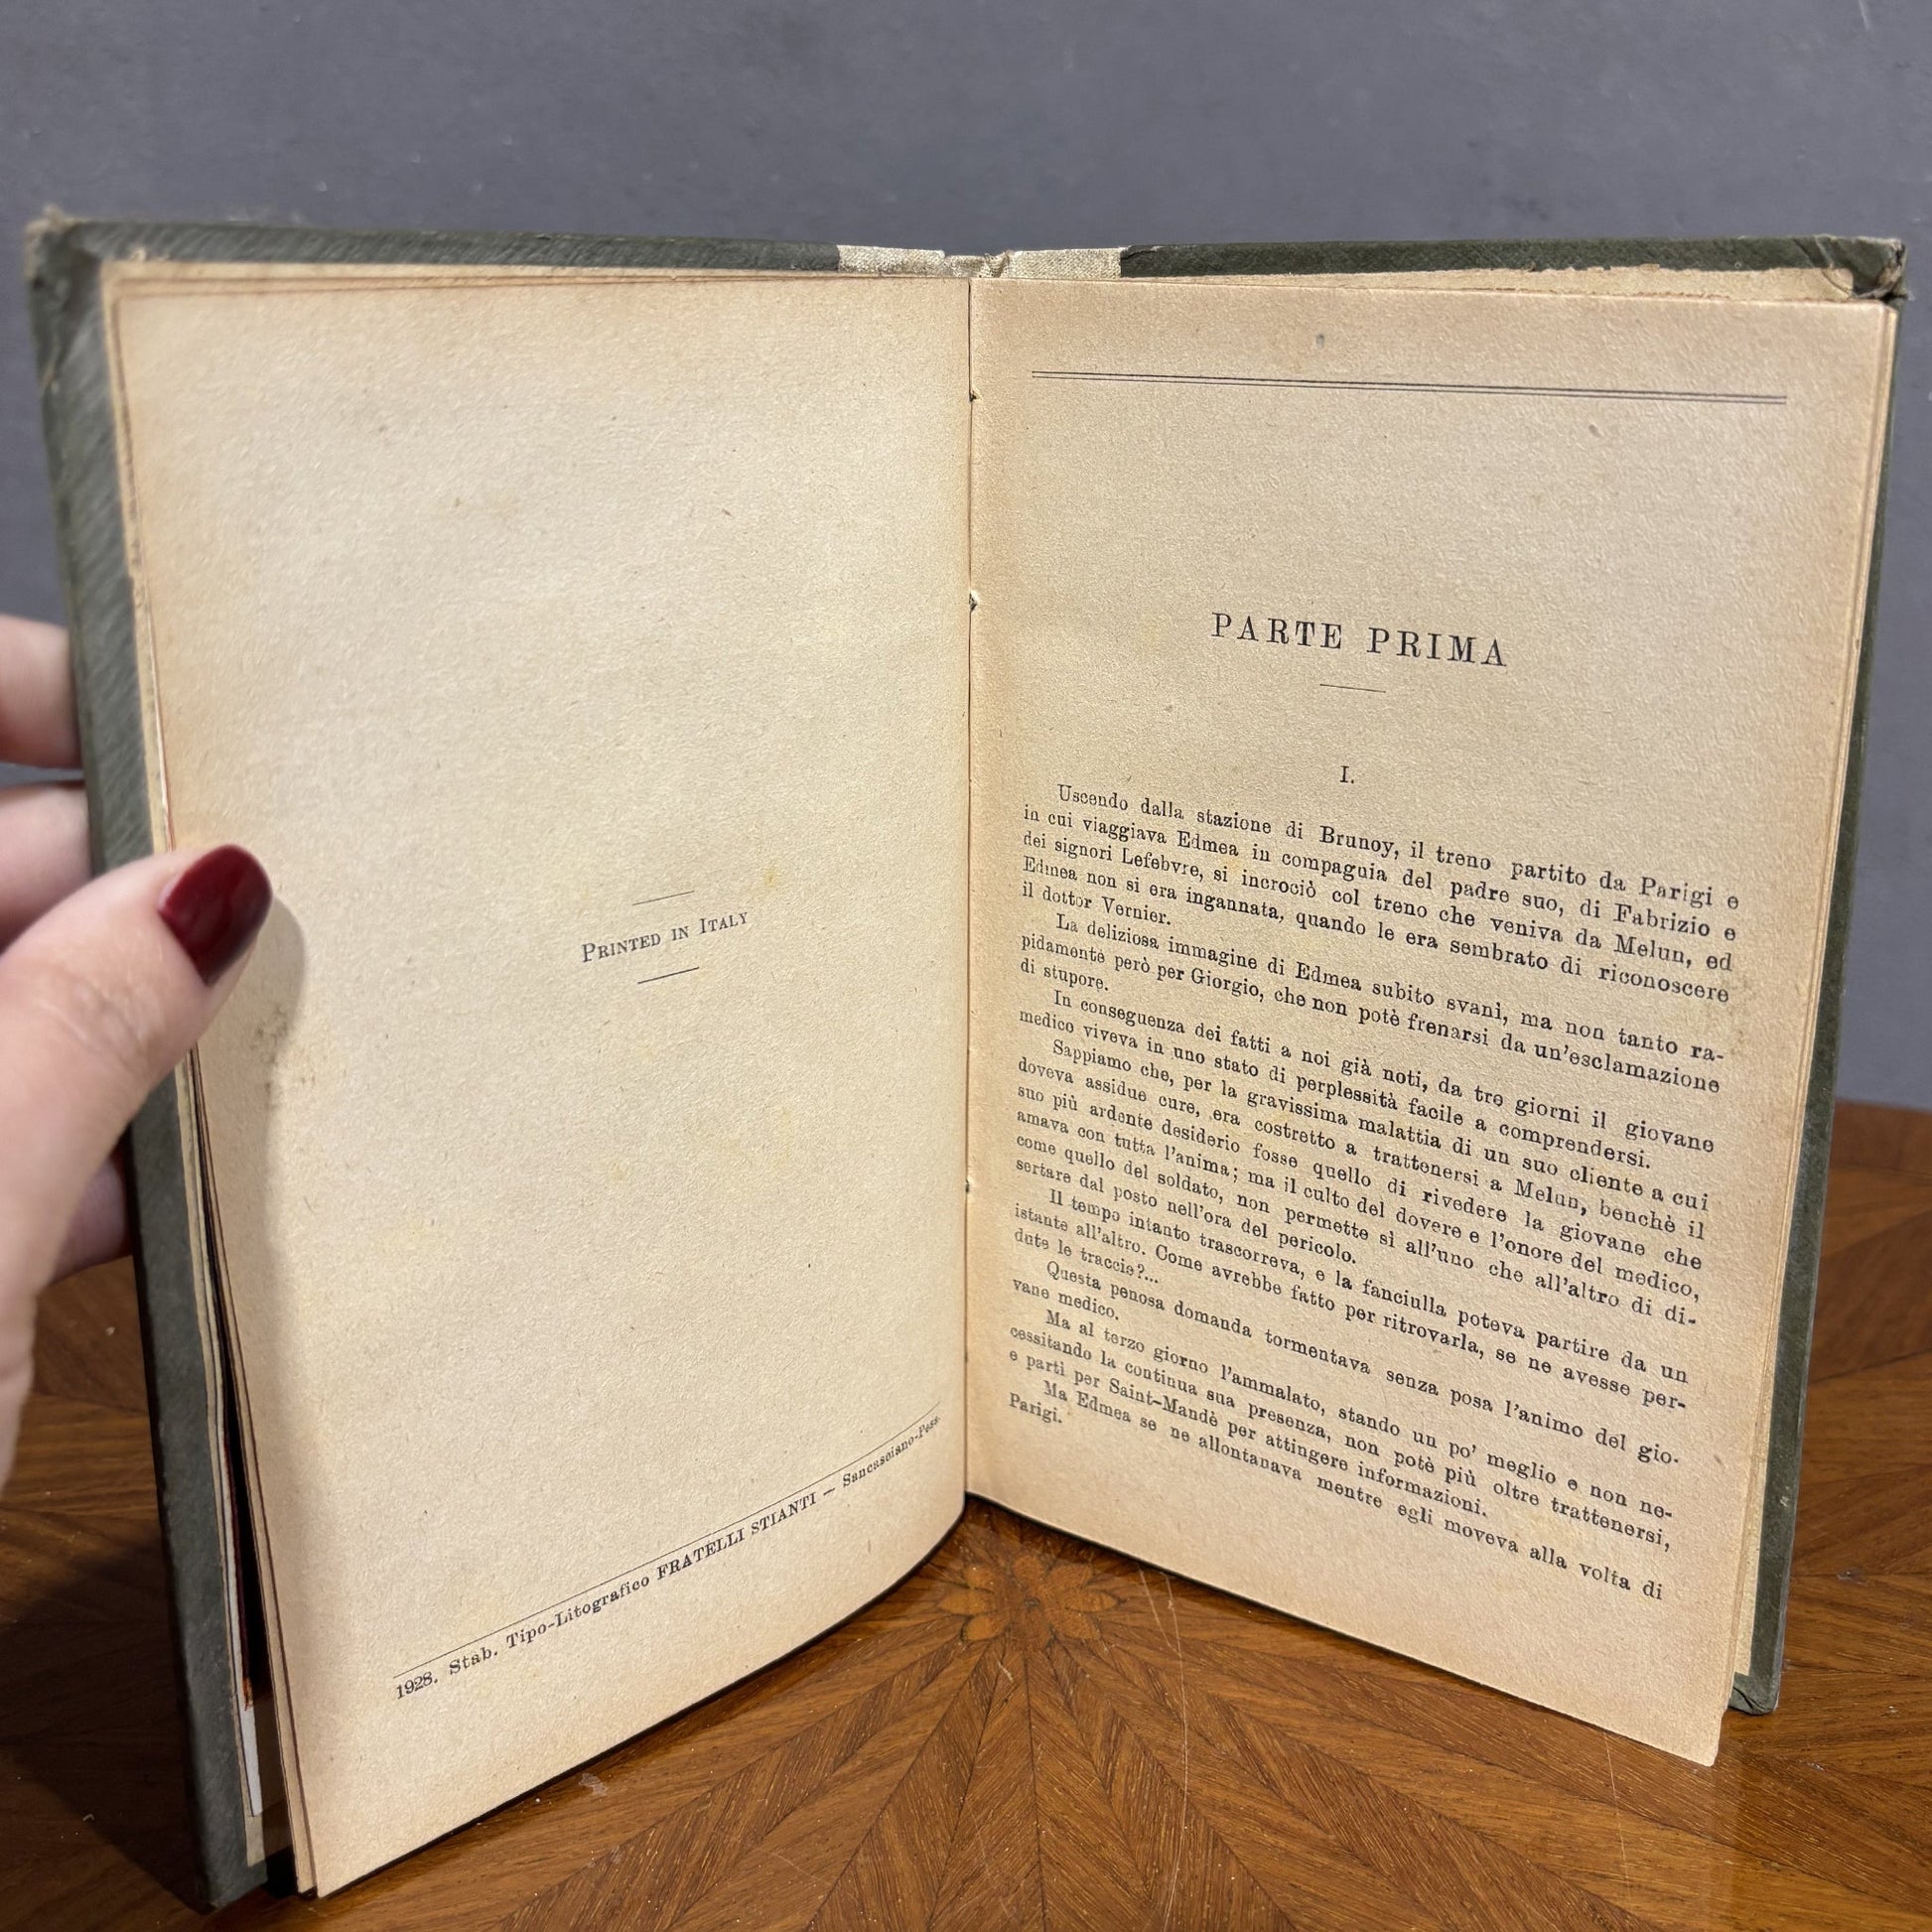 PRINTED IN ITALY
1928. Stab. Tipo-Litografico FRATELLI STIANTI — Sancasciano-Pesa.
PARTE PRIMA
I.
Uscendo dalla stazione di Brunoy, il treno partito da Parigi e
in cui viaggiava Edmea in compagnia del padre suo, di Fabrizio e
dei signori Lefebvre, si incrociò col treno che veniva da Melun, ed
Edmea non si era ingannata, quando le era sembrato di riconoscere
il dottor Vernier.
La deliziosa immagine di Edmea subito svanì, ma non tanto ra-
pidamente però per Giorgio, che non potè frenarsi da un'esclamazione
di stupore.
In conseguenza dei fatti a noi già noti, da tre giorni il giovane
medico viveva in uno stato di perplessità facile a comprendersi.
Sappiamo che, per la gravissima malattia di un suo cliente a cui
doveva assidue cure, era costretto a trattenersi a Melun, benchè il
suo più ardente desiderio fosse quello di rivedere la giovane che
amava con tutta l'anima; ma il culto del dovere e l'onore del medico,
come quello del soldato, non permette sì all'uno che all'altro di di-
sertare dal posto nell'ora del pericolo.
Il tempo intanto trascorreva, e la fanciulla poteva partire da un
istante all'altro. Come avrebbe fatto per ritrovarla, se ne avesse per-
dute le traccie?...
Questa penosa domanda tormentava senza posa l'animo del gio-
vane medico.
Ma al terzo giorno l'ammalato, stando un po' meglio e non ne-
cessitando la continua sua presenza, non potè più oltre trattenersi,
e partì per Saint-Mandè per attingere informazioni.
Ma Edmea se ne allontanava mentre egli moveva alla volta di
Parigi.